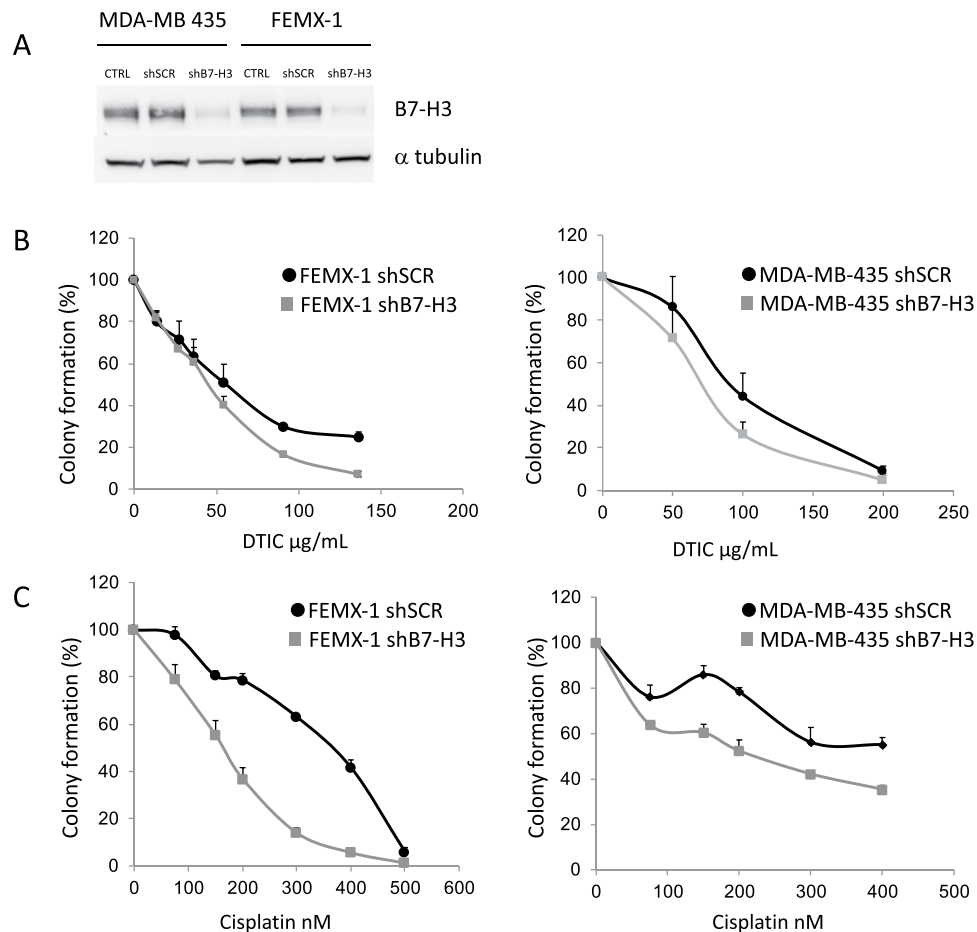 MDA-MB 435 FEMX-1
A
CTRL shSCR shB7-H3 CTRL shSCR shB7-H3
B7-H3
α tubulin
B
120
100
80
60
40
20
0
Colony formation (%)
FEMX-1 shSCR
FEMX-1 shB7-H3
0 50 100 150 200
DTIC µg/mL
120
100
80
60
40
20
0
Colony formation (%)
MDA-MB-435 shSCR
MDA-MB-435 shB7-H3
0 50 100 150 200 250
DTIC µg/mL
C
120
100
80
60
40
20
0
Colony formation (%)
FEMX-1 shSCR
FEMX-1 shB7-H3
0 100 200 300 400 500 600
Cisplatin nM
120
100
80
60
40
20
0
Colony formation (%)
MDA-MB-435 shSCR
MDA-MB-435 shB7-H3
0 100 200 300 400 500
Cisplatin nM